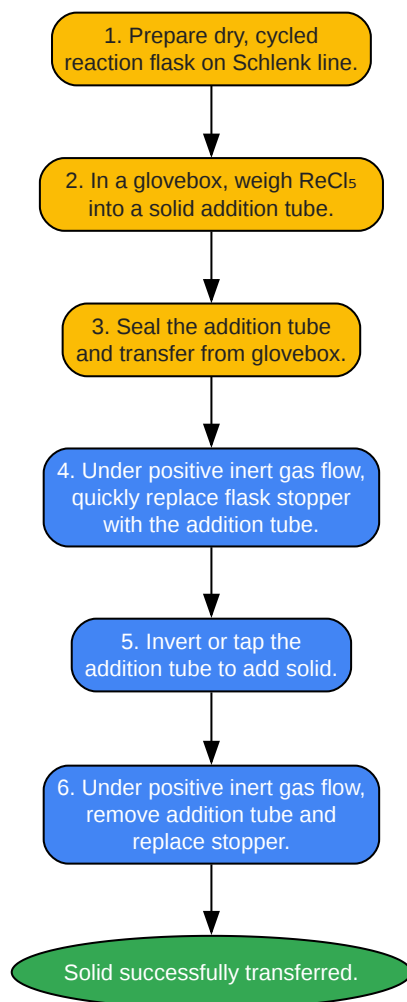 1. Prepare dry, cycled
reaction flask on Schlenk line.
2. In a glovebox, weigh ReCl₅
into a solid addition tube.
3. Seal the addition tube
and transfer from glovebox.
4. Under positive inert gas flow,
quickly replace flask stopper
with the addition tube.
5. Invert or tap the
addition tube to add solid.
6. Under positive inert gas flow,
remove addition tube and
replace stopper.
Solid successfully transferred.